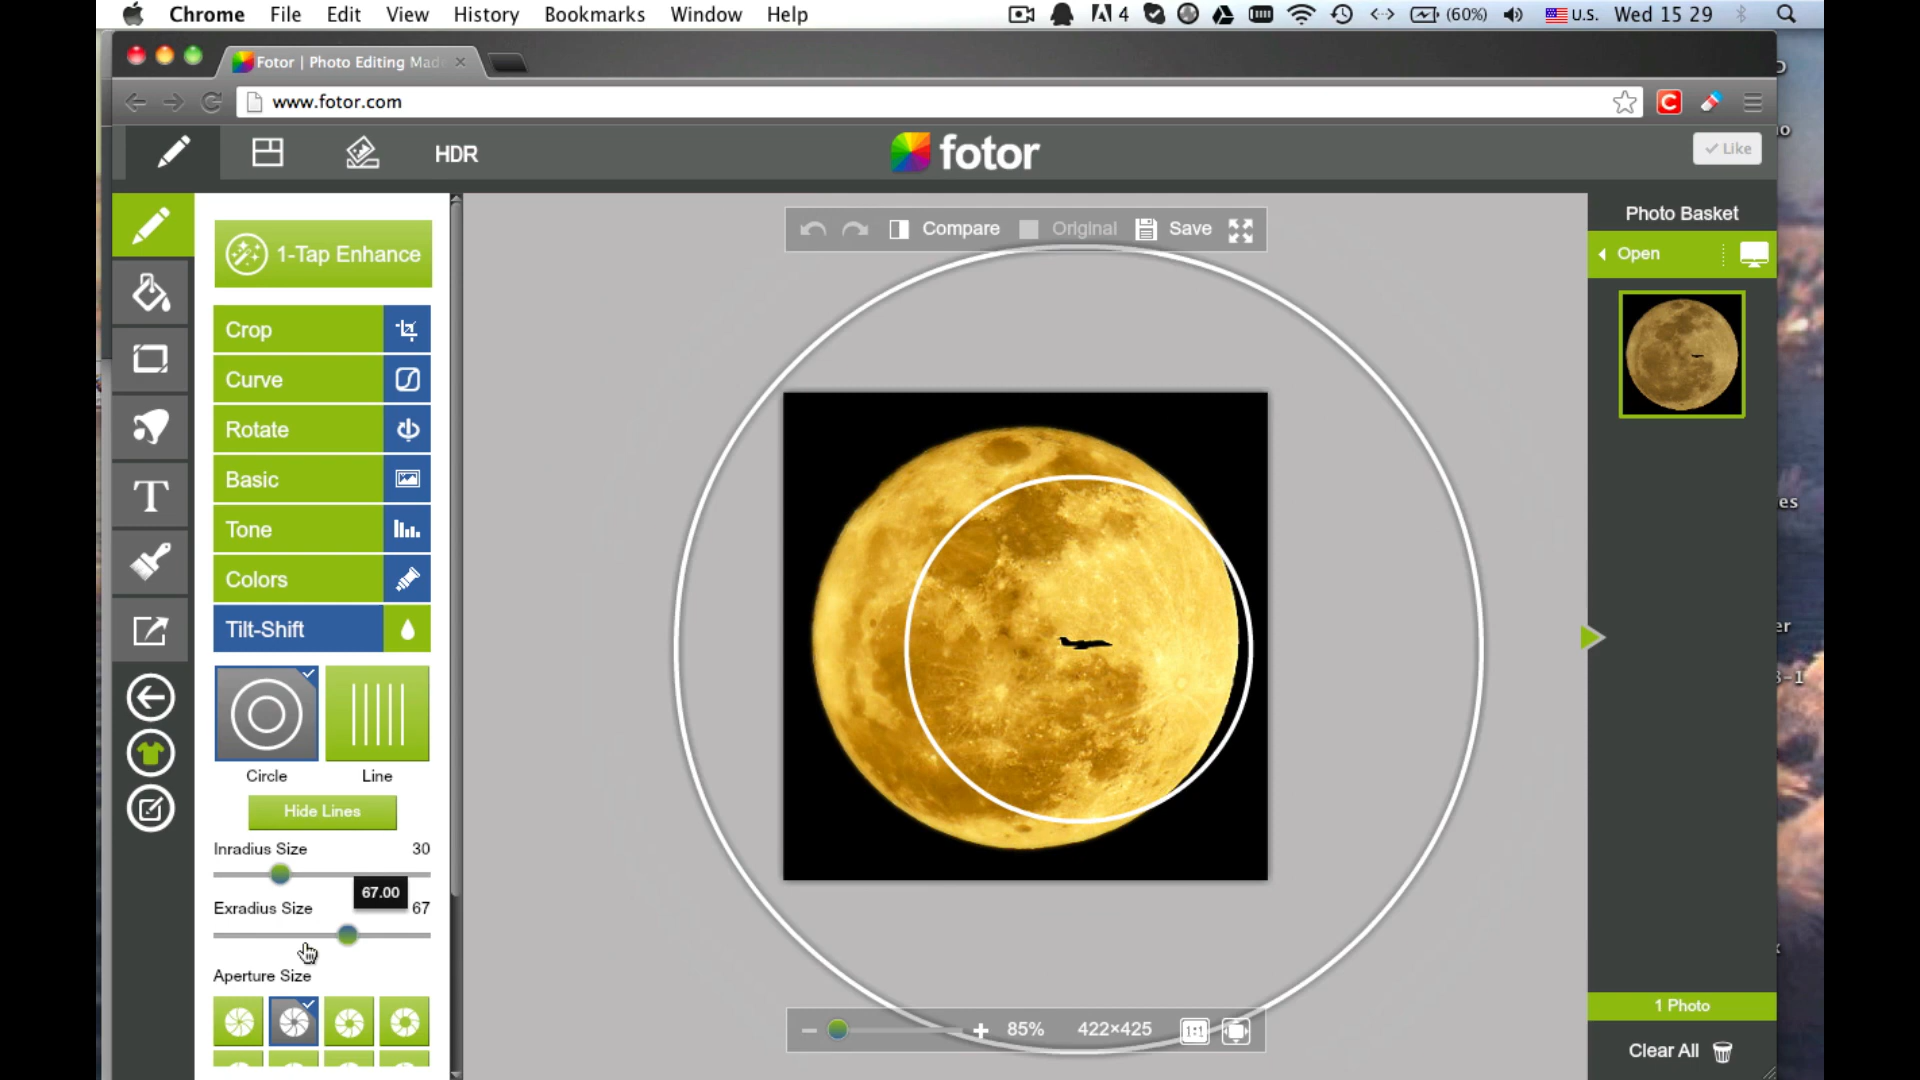 Chrome File Edit View History Bookmarks Window Help 4 (60%) U.S. Wed 15 29
Fotor | Photo Editing Mad
www.fotor.com
HDR fotor Like
1-Tap Enhance
Compare Original Save
Photo Basket
Open
Crop
Curve
Rotate
Basic
Tone
Colors
Tilt-Shift
Circle Line
Hide Lines
Inradius Size 30
67.00
Exradius Size 67
Aperture Size
85% 422×425 1:1
1 Photo
Clear All